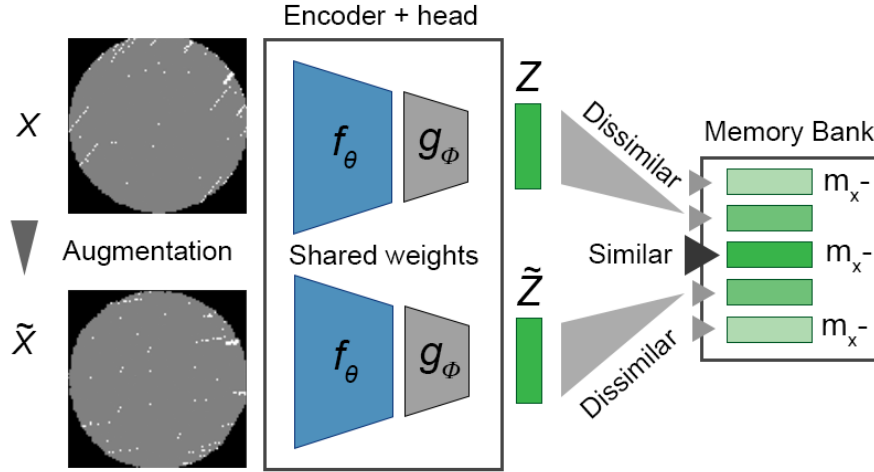 Encoder + head
X
f_θ
g_Φ
Z
Dissimilar
Memory Bank
m_x-
Augmentation
Shared weights
Similar
m_x-
X̃
f_θ
g_Φ
Z̃
Dissimilar
m_x-